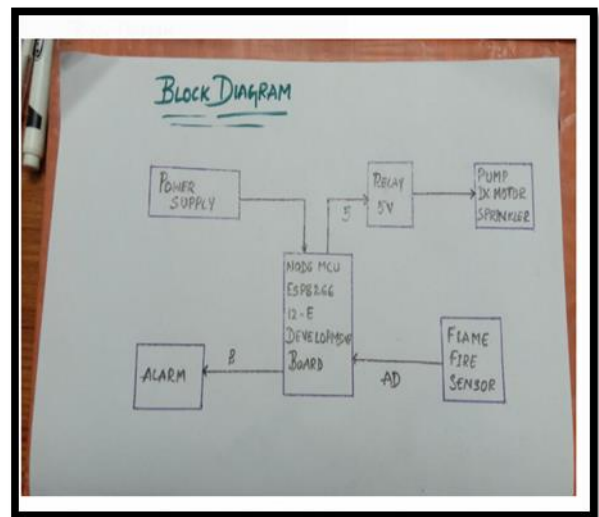 BLOCK DIAGRAM
POWER
SUPPLY
5
RELAY
5V
PUMP
DC MOTOR
SPRINKLER
NODE MCU
ESP8266
12-E
DEVELOPMENT
BOARD
8
ALARM
AD
FLAME
FIRE
SENSOR